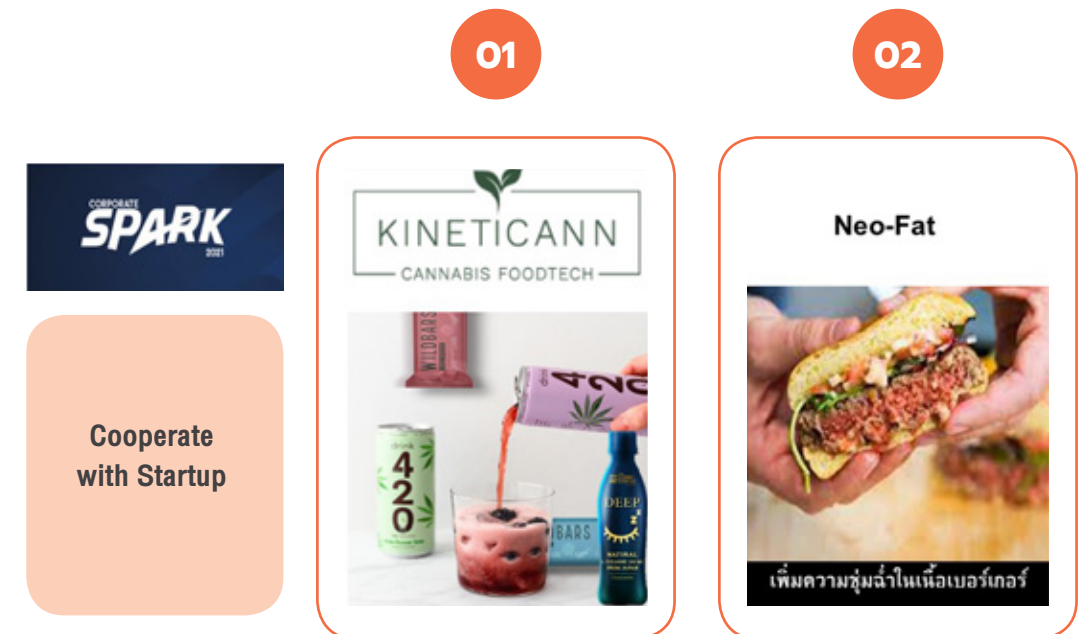 01
02
CORPORATE
SPARK
2021
Cooperate
with Startup
KINETICANN
CANNABIS FOODTECH
WILDBARS
drink
420
drink
420
BARS
DEEP
NATURAL
Neo-Fat
เพิ่มความชุ่มฉ่ำในเนื้อเบอร์เกอร์